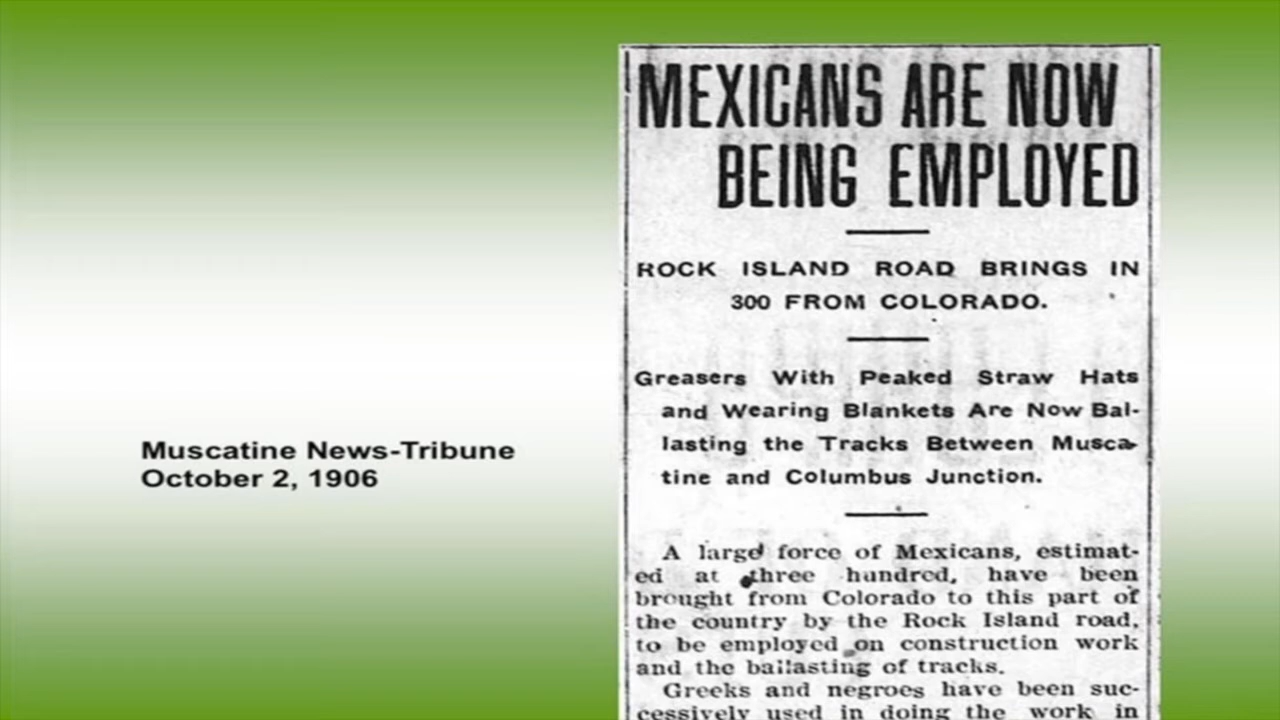 MEXICANS ARE NOW
BEING EMPLOYED
ROCK ISLAND ROAD BRINGS IN
300 FROM COLORADO.
Greasers With Peaked Straw Hats
and Wearing Blankets Are Now Bal-
lasting the Tracks Between Musca-
tine and Columbus Junction.
A large force of Mexicans, estimat-
ed at three hundred, have been
brought from Colorado to this part of
the country by the Rock Island road,
to be employed on construction work
and the ballasting of tracks.
Greeks and negroes have been suc-
cessively used in doing the work in
Muscatine News-Tribune
October 2, 1906